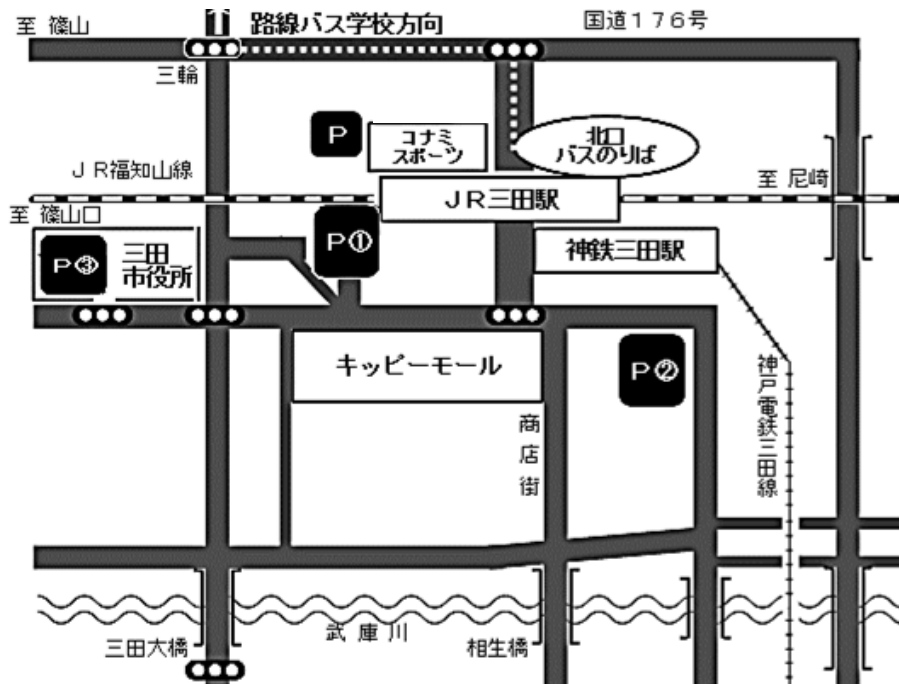 至 篠山
路線バス学校方向
国道１７６号
三輪
P
コナミ
スポーツ
北口
バスのりば
ＪＲ福知山線
ＪＲ三田駅
至 尼崎
至 篠山口
P①
P③
三田
市役所
神鉄三田駅
キッピーモール
P②
商店街
神戸電鉄三田線
武庫川
三田大橋
相生橋